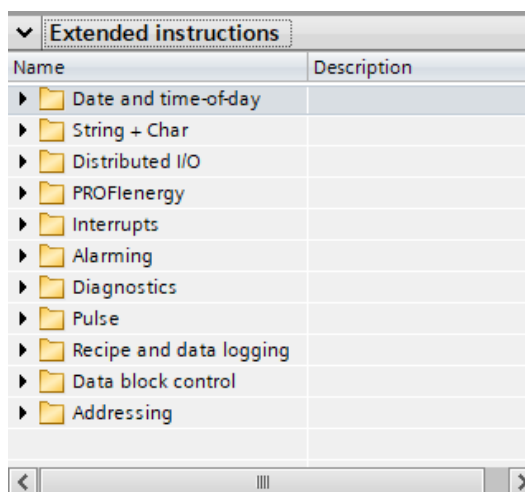 Extended instructions
Name Description
Date and time-of-day
String + Char
Distributed I/O
PROFIenergy
Interrupts
Alarming
Diagnostics
Pulse
Recipe and data logging
Data block control
Addressing